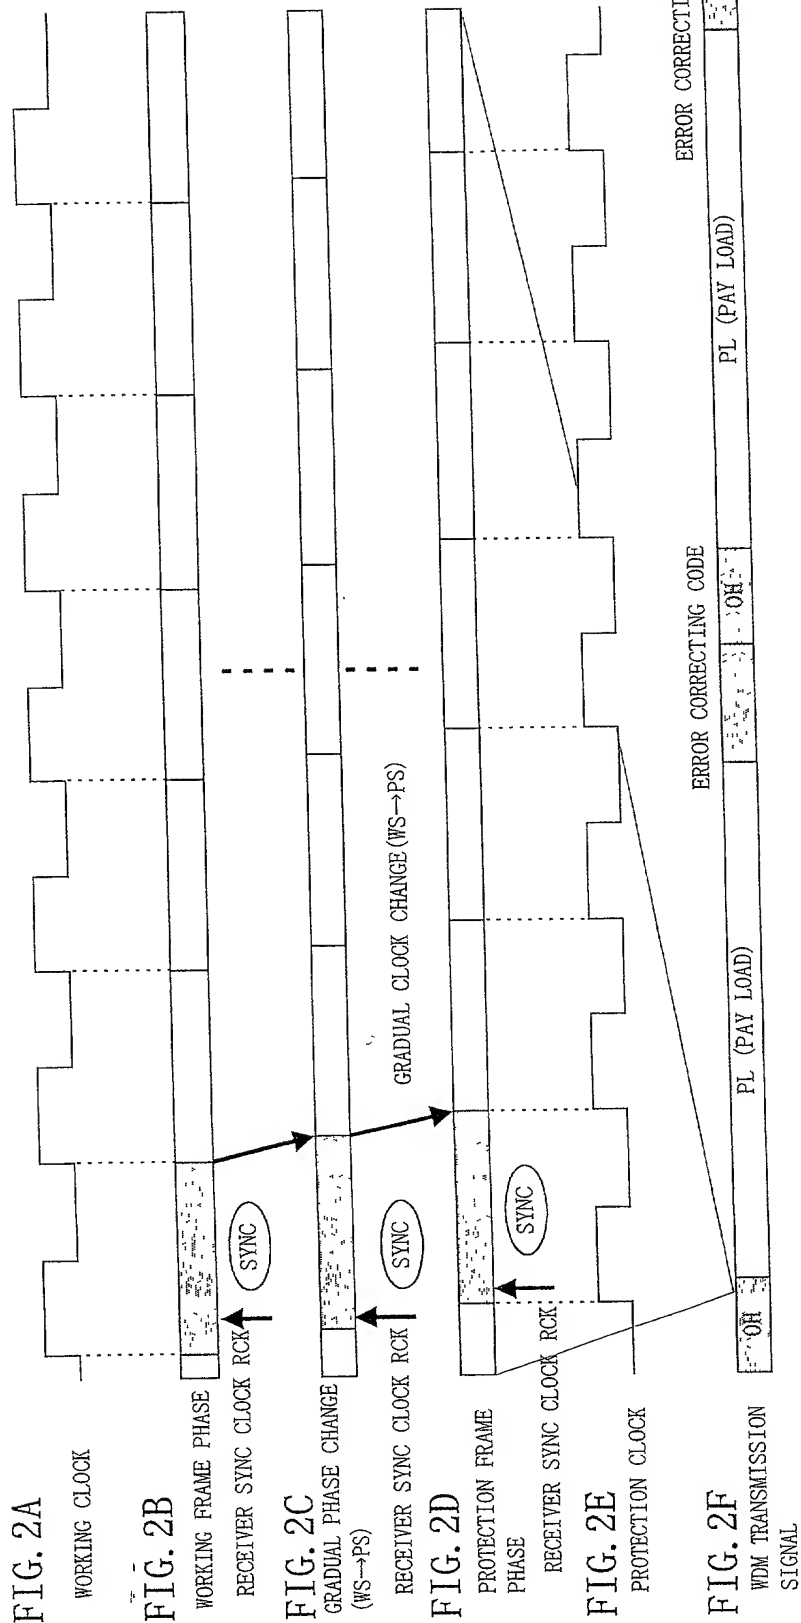 FIG. 2A
WORKING CLOCK
FIG. 2B
WORKING FRAME PHASE
RECEIVER SYNC CLOCK RCK
SYNC
FIG. 2C
GRADUAL PHASE CHANGE
(WS→PS)
RECEIVER SYNC CLOCK RCK
SYNC
GRADUAL CLOCK CHANGE(WS→PS)
FIG. 2D
PROTECTION FRAME
PHASE
RECEIVER SYNC CLOCK RCK
SYNC
FIG. 2E
PROTECTION CLOCK
FIG. 2F
WDM TRANSMISSION
SIGNAL
OH
PL (PAY LOAD)
ERROR CORRECTING CODE
OH
PL (PAY LOAD)
ERROR CORRECTI